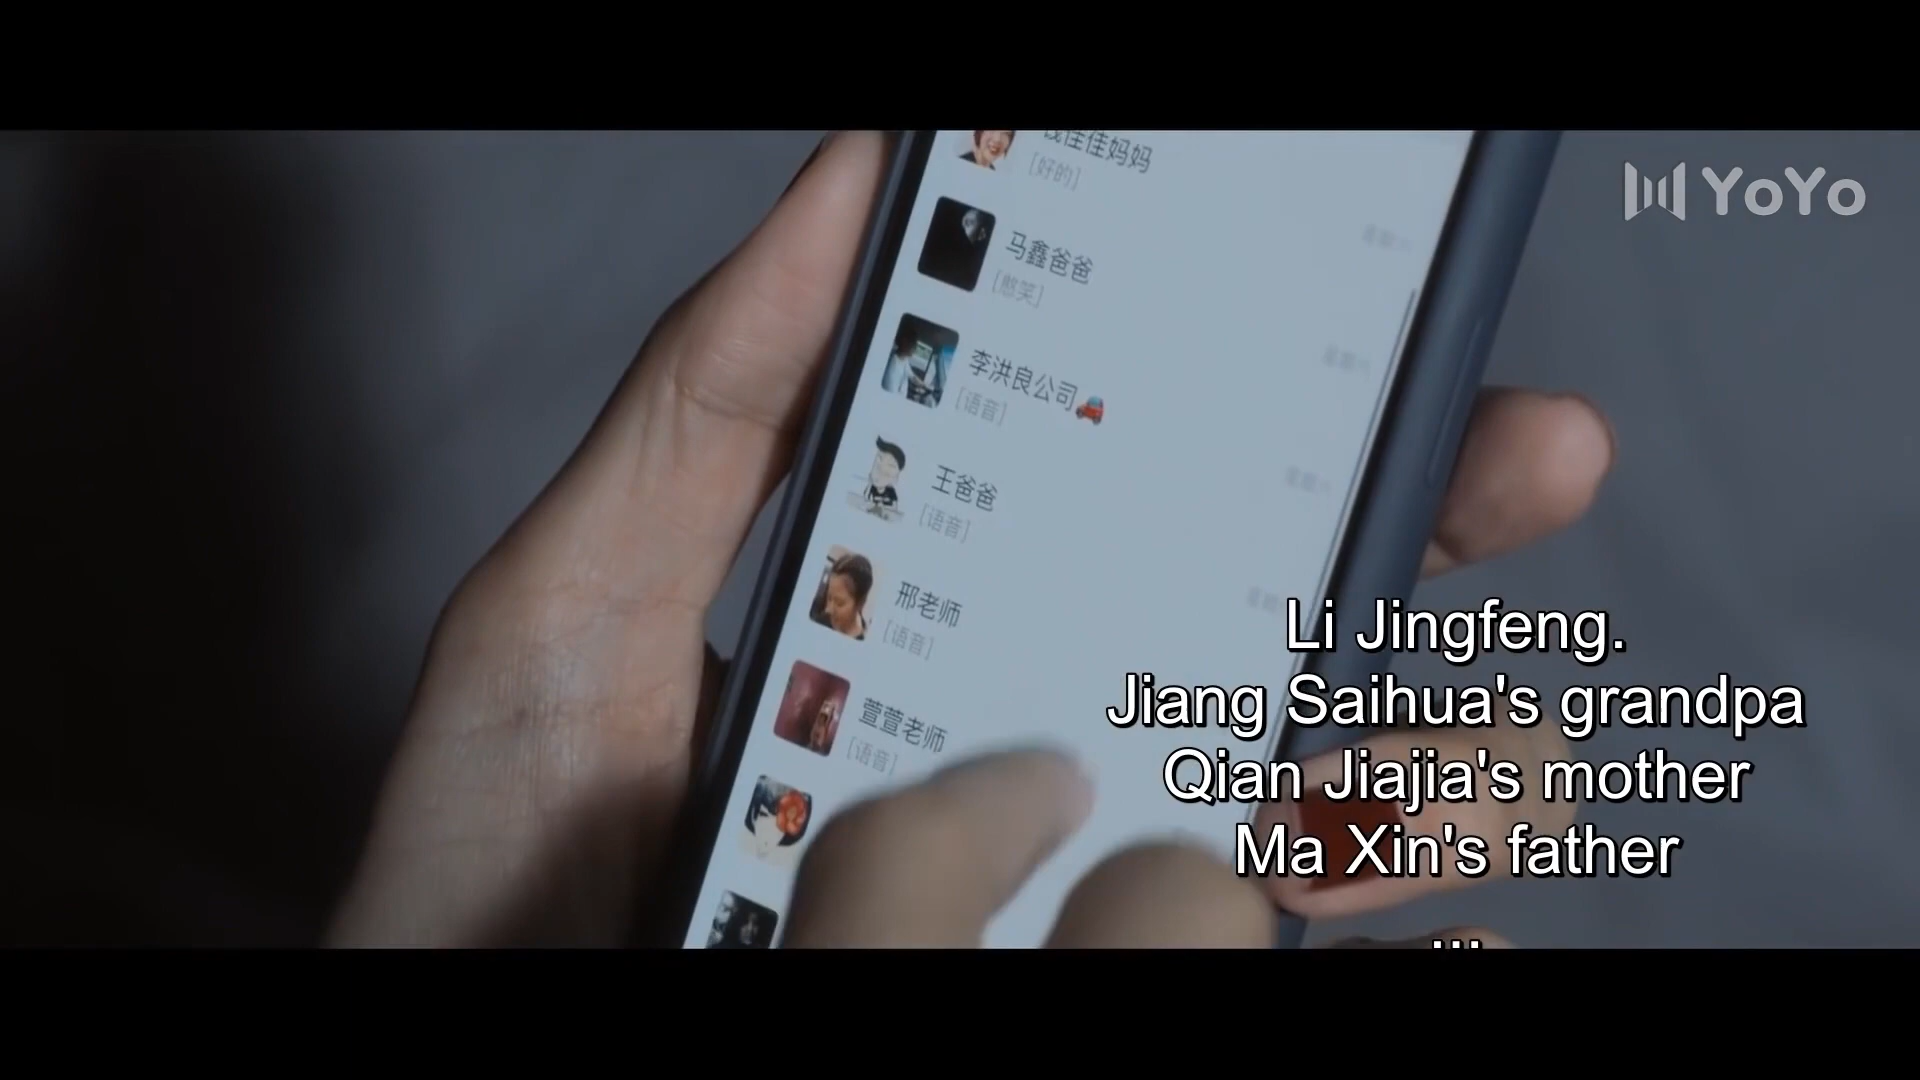 钱佳佳妈妈
[好的]
马鑫爸爸
[憨笑]
李洪良公司🚗
[语音]
王爸爸
[语音]
邢老师
[语音]
萱萱老师
[语音]
YoYo
Li Jingfeng.
Jiang Saihua's grandpa
Qian Jiajia's mother
Ma Xin's father